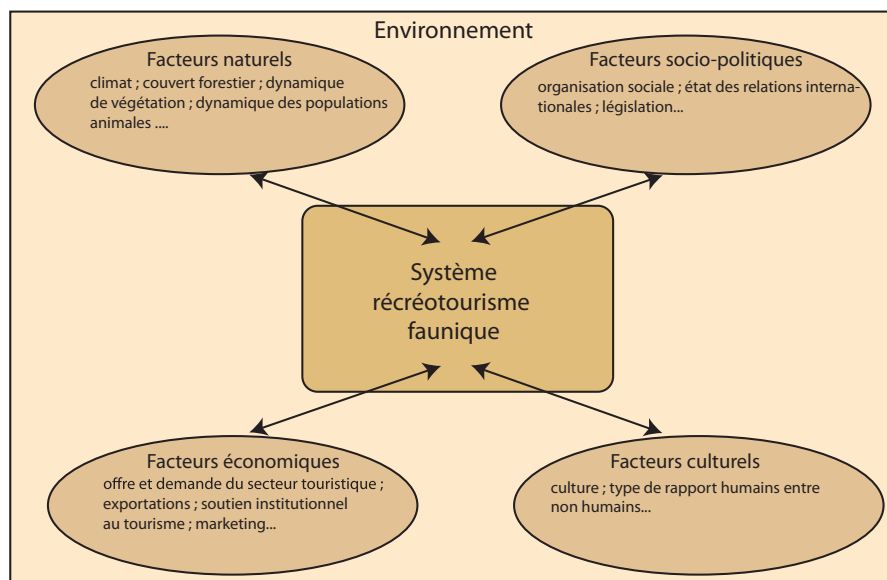 Environnement
Facteurs naturels
climat ; couvert forestier ; dynamique
de végétation ; dynamique des populations
animales ....
Facteurs socio-politiques
organisation sociale ; état des relations interna-
tionales ; législation...
Système
récréotourisme
faunique
Facteurs économiques
offre et demande du secteur touristique ;
exportations ; soutien institutionnel
au tourisme ; marketing...
Facteurs culturels
culture ; type de rapport humains entre
non humains...